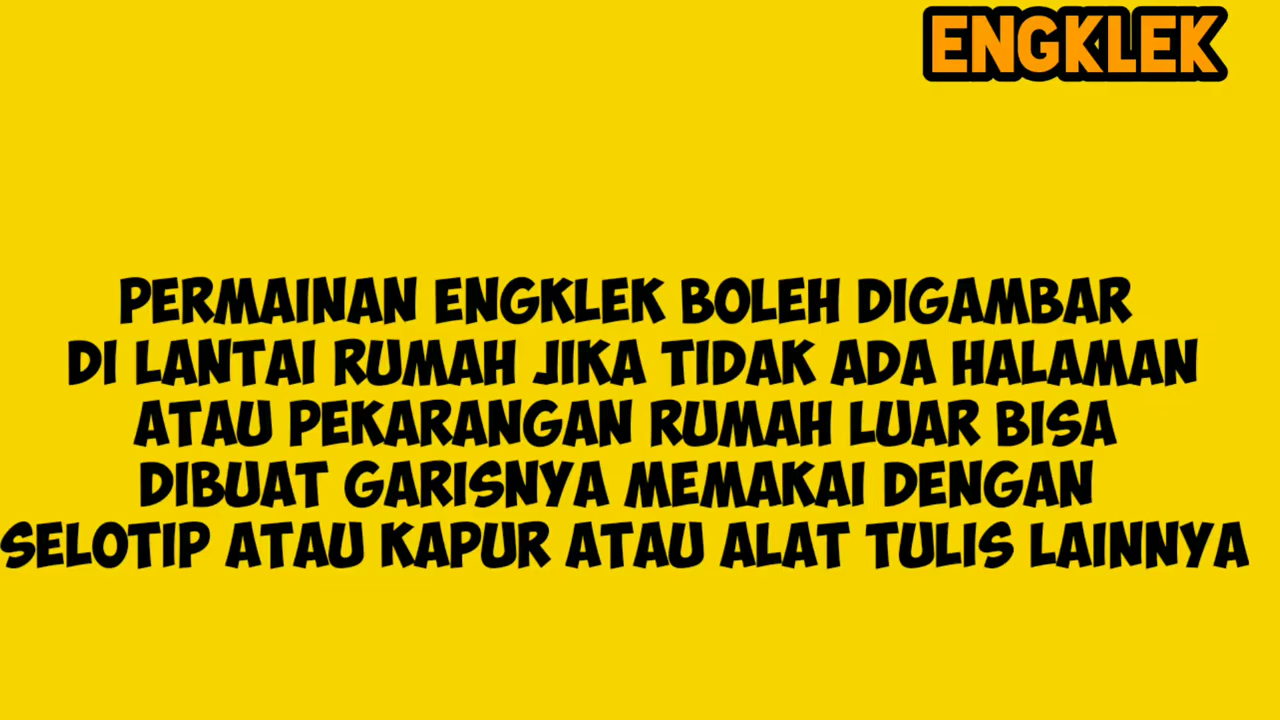 ENGKLEK
PERMAINAN ENGKLEK BOLEH DIGAMBAR
DI LANTAI RUMAH JIKA TIDAK ADA HALAMAN
ATAU PEKARANGAN RUMAH LUAR BISA
DIBUAT GARISNYA MEMAKAI DENGAN
SELOTIP ATAU KAPUR ATAU ALAT TULIS LAINNYA